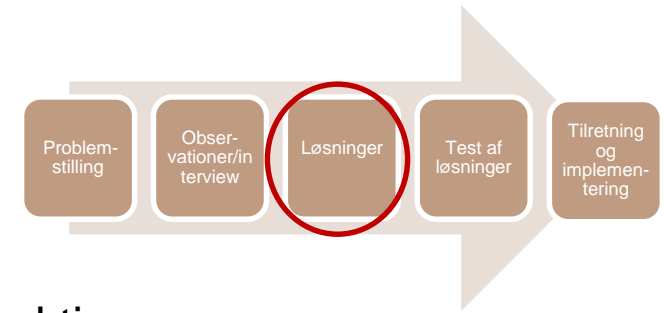 Problem-
stilling
Obser-
vationer/in
terview
Løsninger
Test af
løsninger
Tilretning
og
implemen-
tering